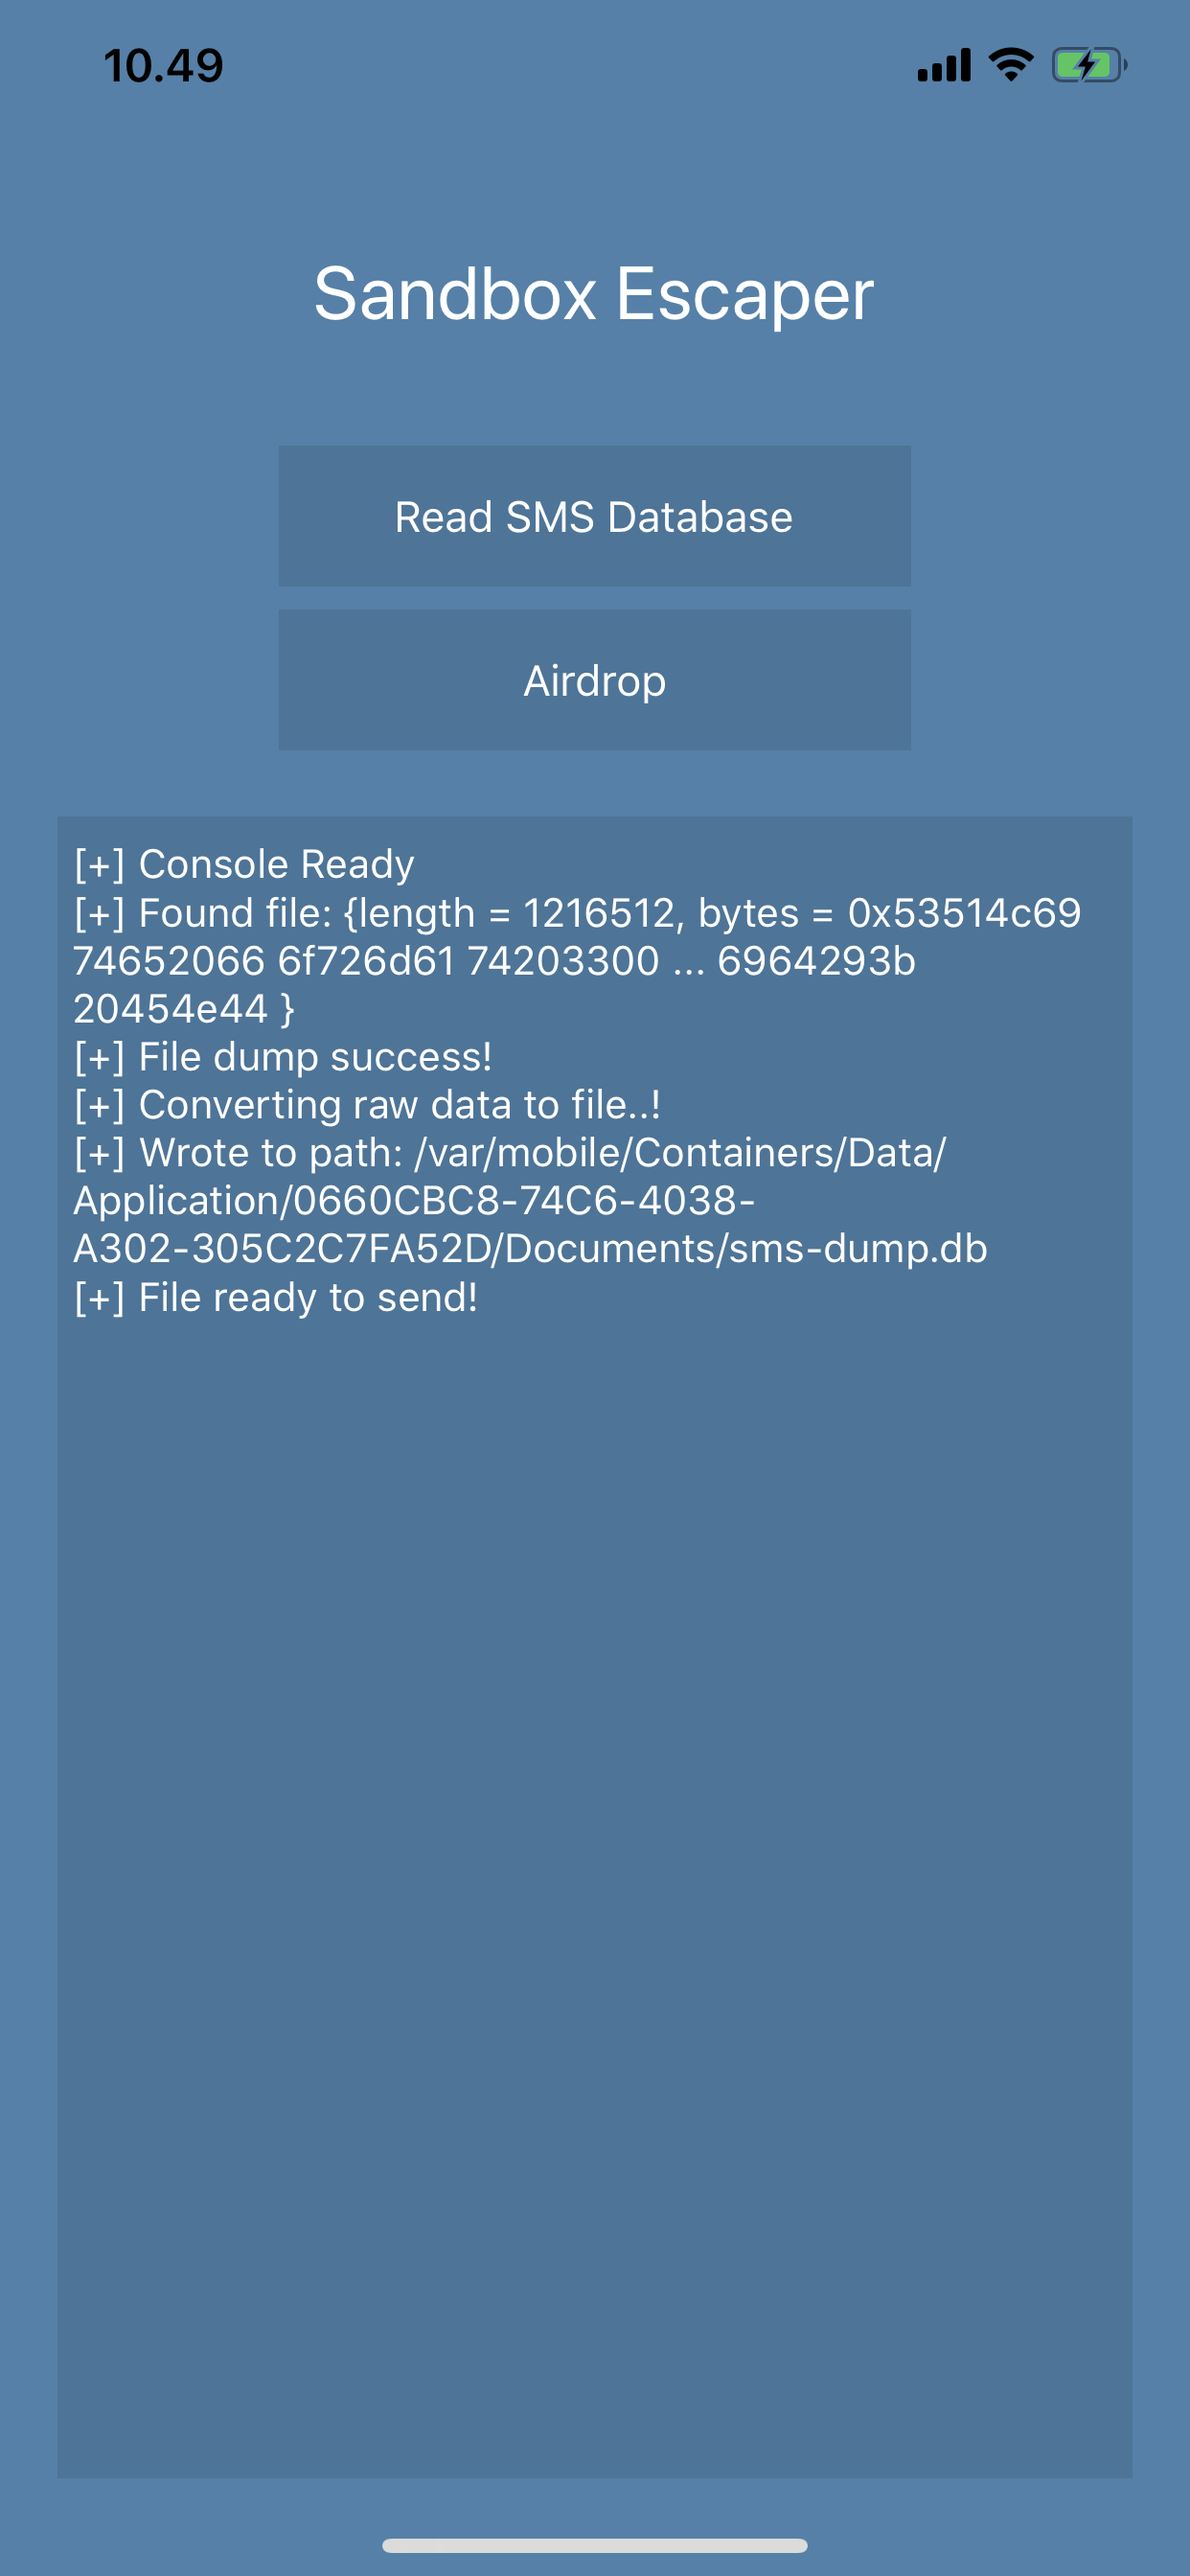 10.49
Sandbox Escaper
Read SMS Database
Airdrop
[+] Console Ready
[+] Found file: {length = 1216512, bytes = 0x53514c69
74652066 6f726d61 74203300 ... 6964293b
20454e44 }
[+] File dump success!
[+] Converting raw data to file..!
[+] Wrote to path: /var/mobile/Containers/Data/
Application/0660CBC8-74C6-4038-
A302-305C2C7FA52D/Documents/sms-dump.db
[+] File ready to send!